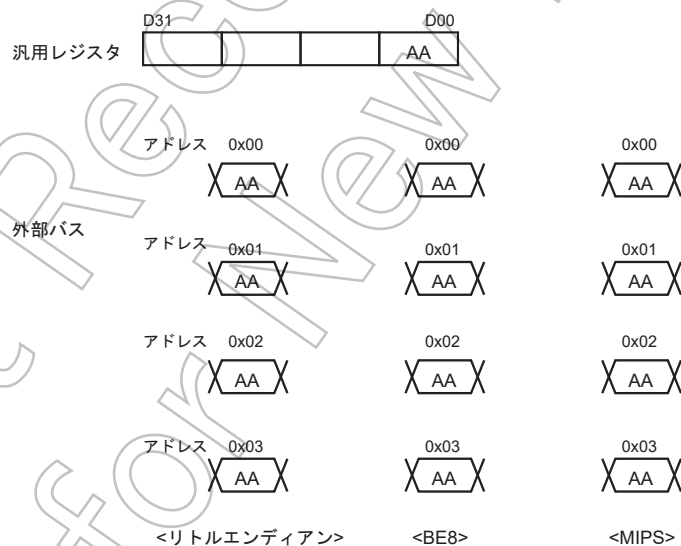 D31 D00
汎用レジスタ AA
アドレス 0x00 0x00 0x00
AA AA AA
外部バス
アドレス 0x01 0x01 0x01
AA AA AA
アドレス 0x02 0x02 0x02
AA AA AA
アドレス 0x03 0x03 0x03
AA AA AA
<リトルエンディアン> <BE8> <MIPS>